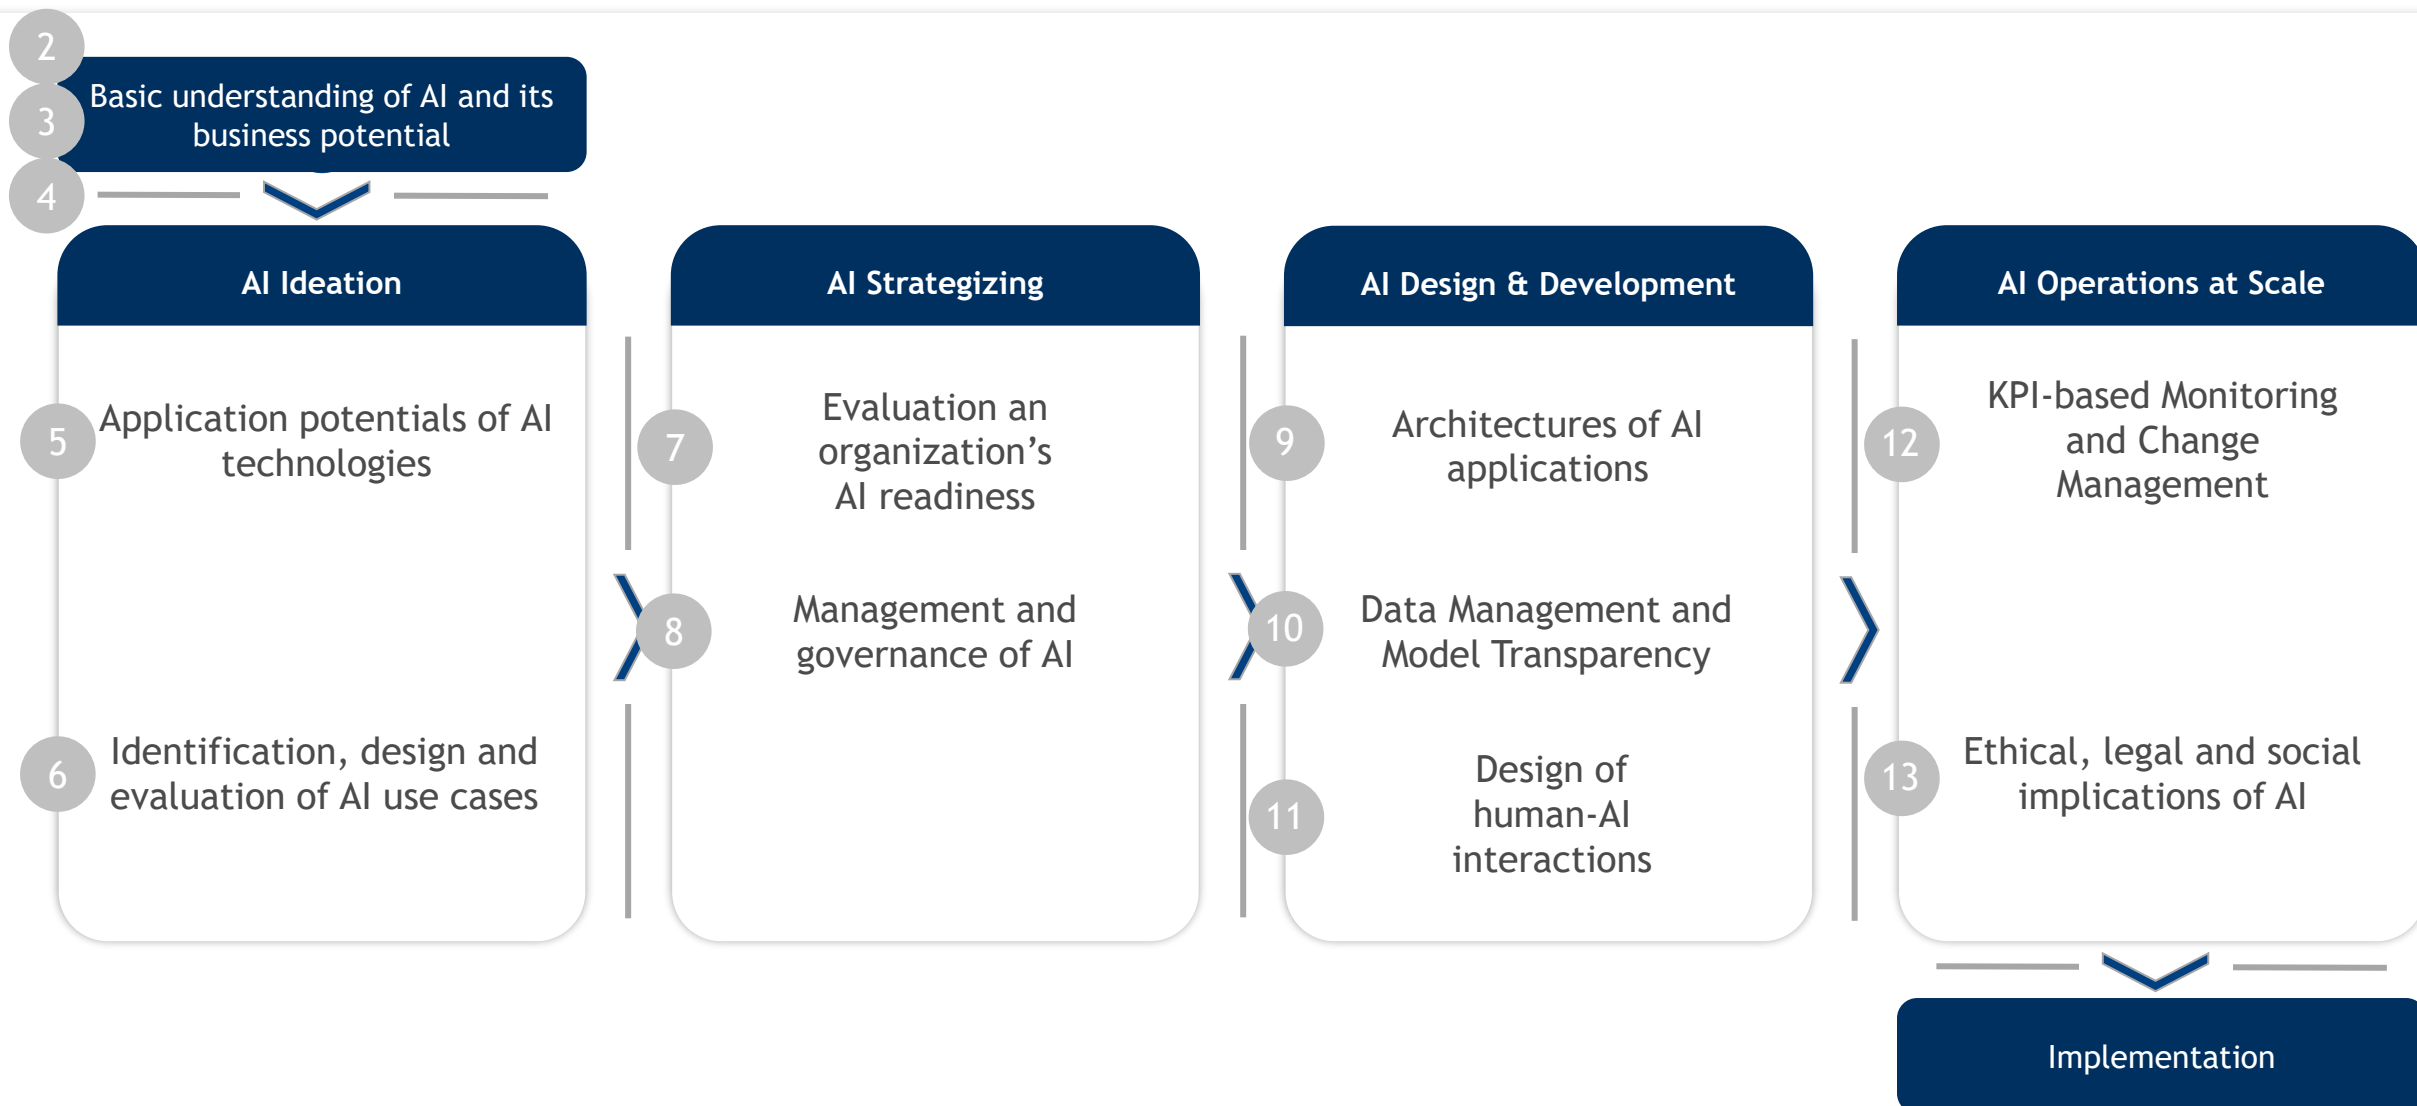 2
3
4
Basic understanding of AI and its
business potential
AI Ideation
5
Application potentials of AI
technologies
6
Identification, design and
evaluation of AI use cases
AI Strategizing
7
Evaluation an
organization’s
AI readiness
8
Management and
governance of AI
AI Design & Development
9
Architectures of AI
applications
10
Data Management and
Model Transparency
11
Design of
human-AI
interactions
AI Operations at Scale
12
KPI-based Monitoring
and Change
Management
13
Ethical, legal and social
implications of AI
Implementation